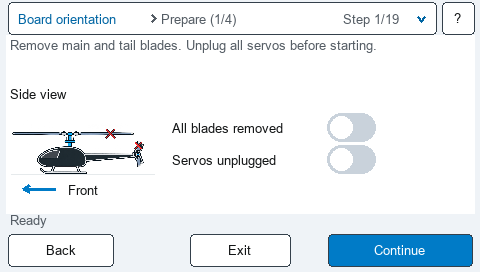 Board orientation > Prepare (1/4) Step 1/19 ?
Remove main and tail blades. Unplug all servos before starting.
Side view
All blades removed
Servos unplugged
Front
Ready
Back Exit Continue